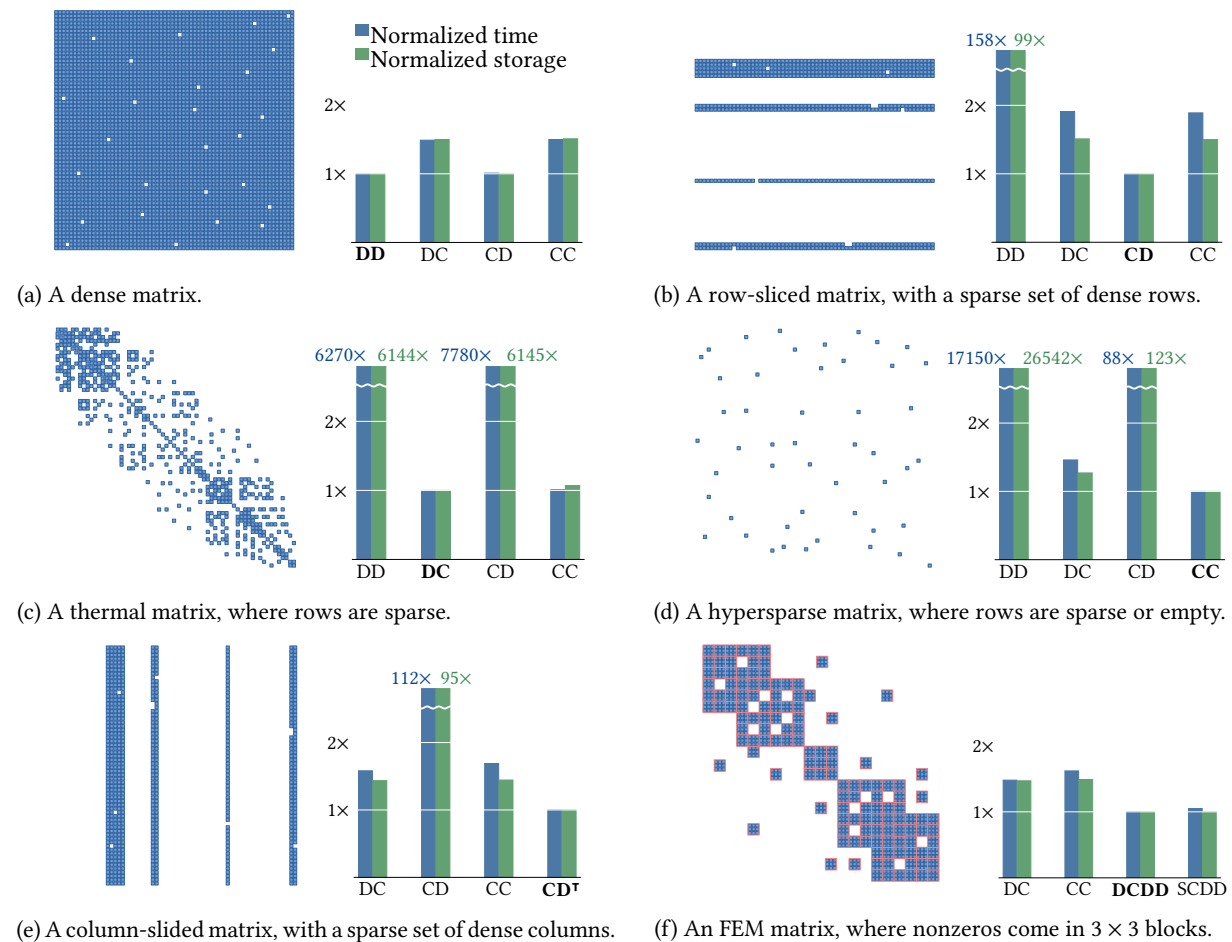 Normalized time
Normalized storage
2×
1×
DD DC CD CC
(a) A dense matrix.
158× 99×
2×
1×
DD DC CD CC
(b) A row-sliced matrix, with a sparse set of dense rows.
6270× 6144× 7780× 6145×
2×
1×
DD DC CD CC
(c) A thermal matrix, where rows are sparse.
17150× 26542× 88× 123×
2×
1×
DD DC CD CC
(d) A hypersparse matrix, where rows are sparse or empty.
112× 95×
2×
1×
DC CD CC CDᵀ
(e) A column-slided matrix, with a sparse set of dense columns.
2×
1×
DC CC DCDD SCDD
(f) An FEM matrix, where nonzeros come in 3 × 3 blocks.